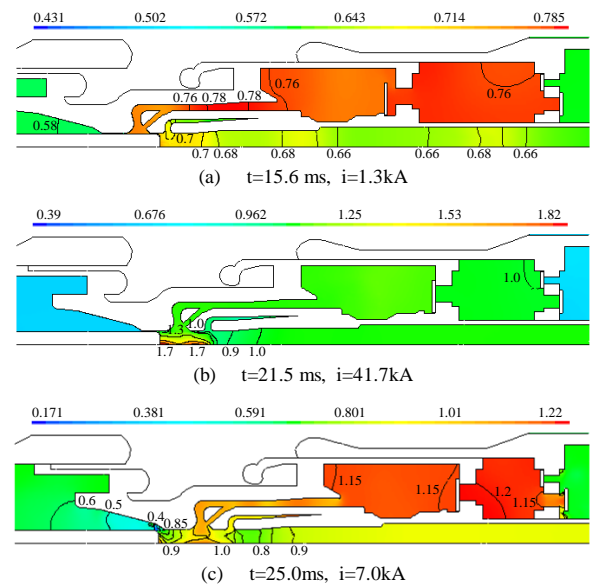 0.431 0.502 0.572 0.643 0.714 0.785
0.76 0.76
0.76 0.78 0.78
0.58 0.7
0.7 0.68 0.68 0.66 0.66 0.68 0.66
(a) t=15.6 ms, i=1.3kA
0.39 0.676 0.962 1.25 1.53 1.82
1.0
1.3 1.0
1.7 1.7 0.9 1.0
(b) t=21.5 ms, i=41.7kA
0.171 0.381 0.591 0.801 1.01 1.22
1.15 1.15 1.2 1.15
0.6 0.5 0.4 0.85
0.9 1.0 0.8 0.9
(c) t=25.0ms, i=7.0kA